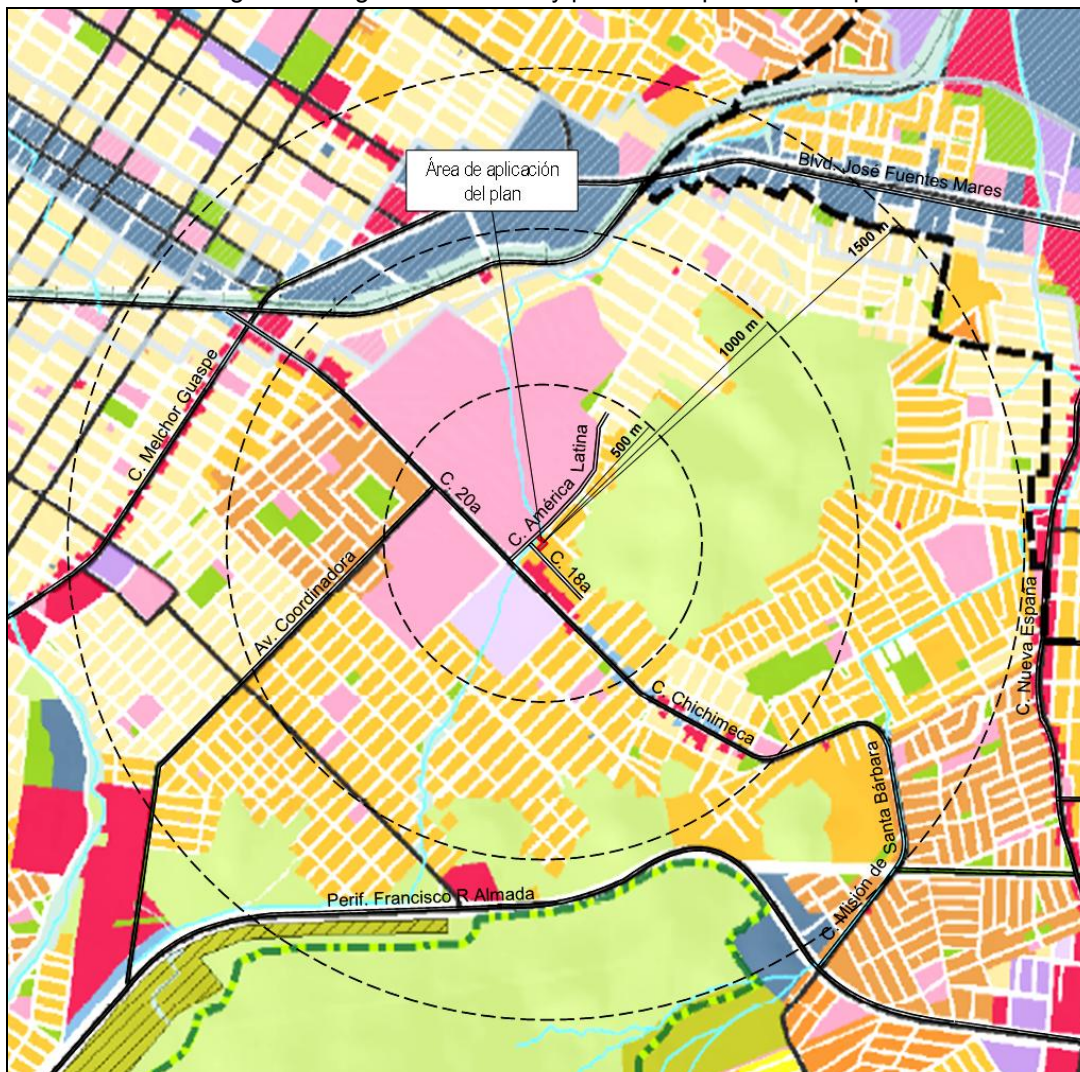 Área de aplicación
del plan
Blvd. José Fuentes Mares
1500 m
1000 m
500 m
C. Melchor Guaspe
C. 20a
C. América Latina
C. 18a
Av. Coordinadora
C. Nueva España
C. Chichimeca
C. Misión de Santa Bárbara
Perif. Francisco R Almada